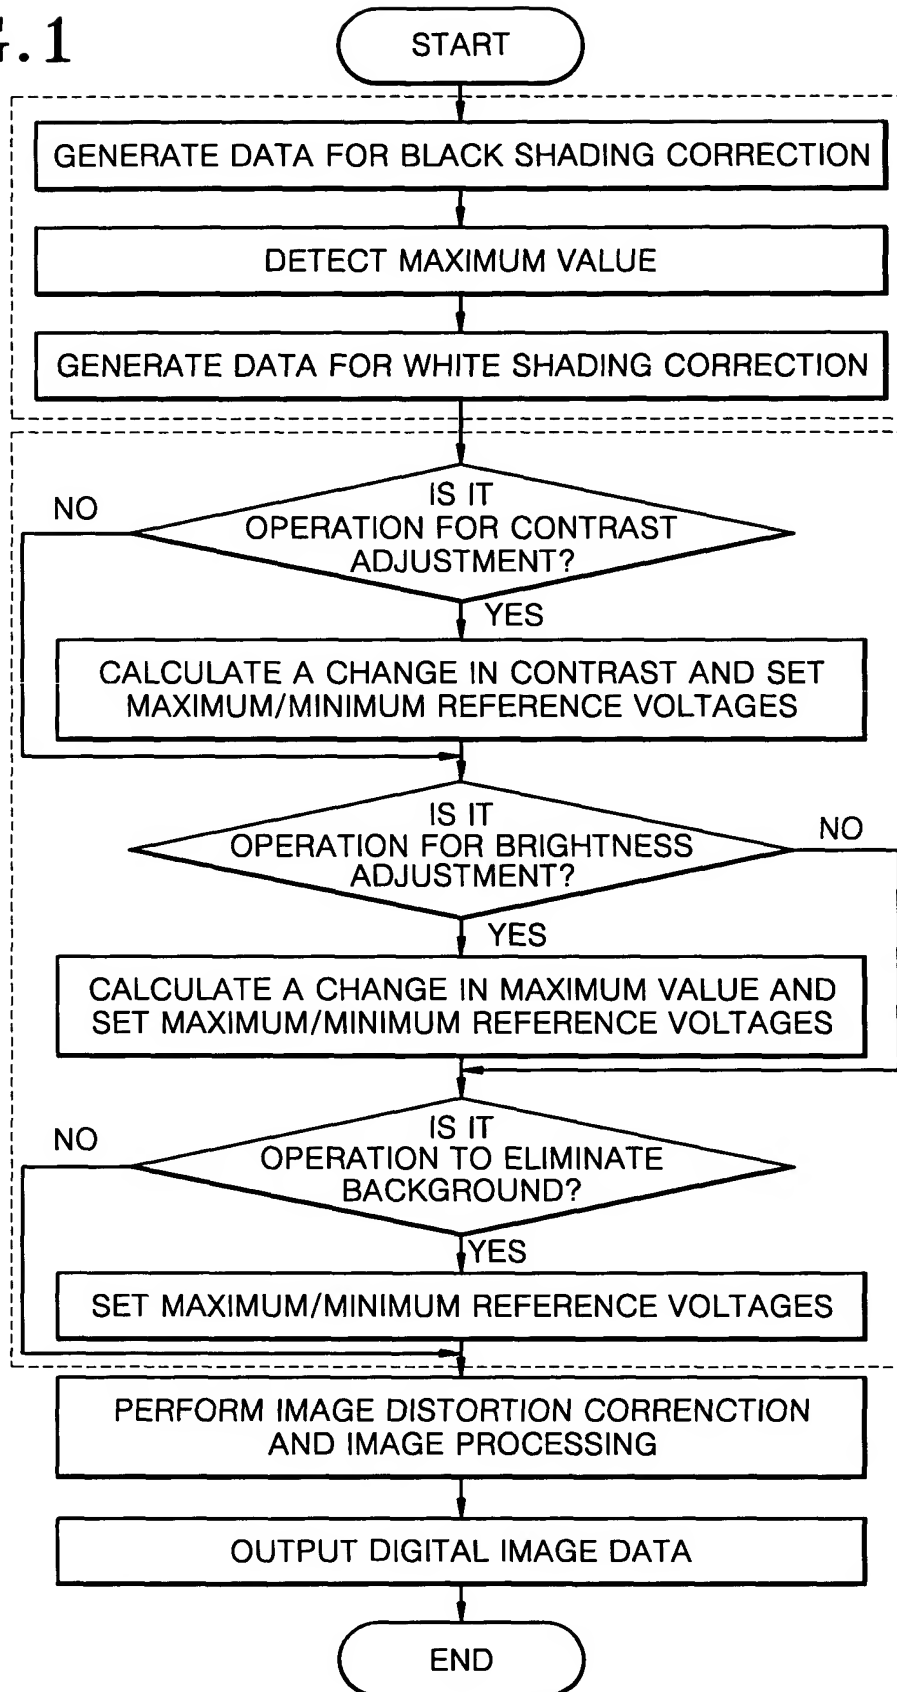 G.1
START
GENERATE DATA FOR BLACK SHADING CORRECTION
DETECT MAXIMUM VALUE
GENERATE DATA FOR WHITE SHADING CORRECTION
IS IT
OPERATION FOR CONTRAST
ADJUSTMENT?
NO
YES
CALCULATE A CHANGE IN CONTRAST AND SET
MAXIMUM/MINIMUM REFERENCE VOLTAGES
IS IT
OPERATION FOR BRIGHTNESS
ADJUSTMENT?
NO
YES
CALCULATE A CHANGE IN MAXIMUM VALUE AND
SET MAXIMUM/MINIMUM REFERENCE VOLTAGES
IS IT
OPERATION TO ELIMINATE
BACKGROUND?
NO
YES
SET MAXIMUM/MINIMUM REFERENCE VOLTAGES
PERFORM IMAGE DISTORTION CORRENCTION
AND IMAGE PROCESSING
OUTPUT DIGITAL IMAGE DATA
END